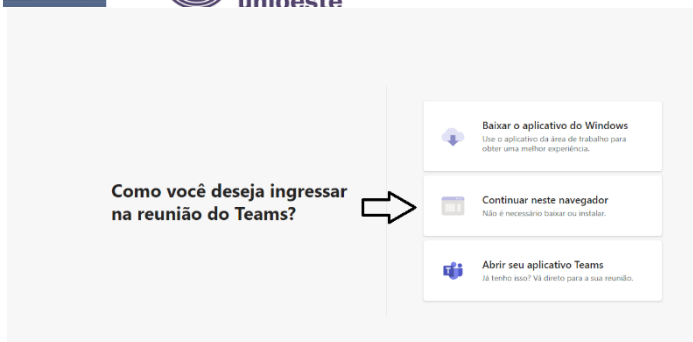 unioeste
Como você deseja ingressar
na reunião do Teams?
Baixar o aplicativo do Windows
Use o aplicativo da área de trabalho para
obter uma melhor experiência.
Continuar neste navegador
Não é necessário baixar ou instalar.
Abrir seu aplicativo Teams
Já tenho isso? Vá direto para a sua reunião.